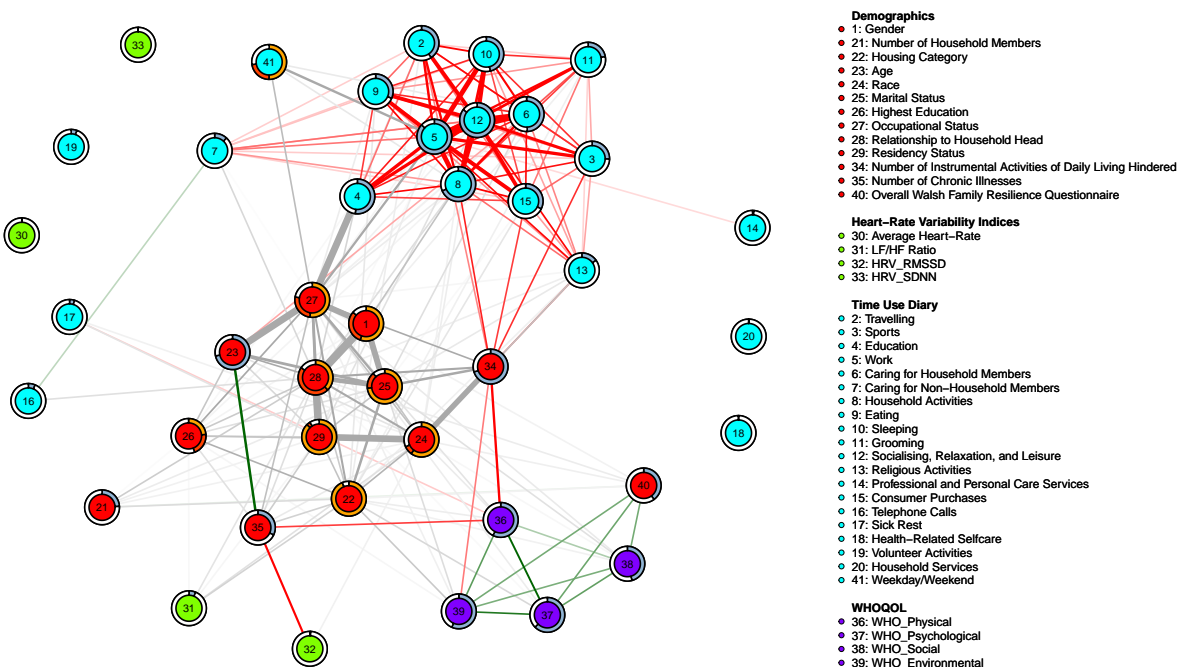 33
41
2
10
11
9
12
6
19
7
5
3
8
4
15
14
30
13
27
17
1
20
23
34
28
25
16
26
29
24
18
22
40
21
36
35
38
31
39
37
32
Demographics
1: Gender
21: Number of Household Members
22: Housing Category
23: Age
24: Race
25: Marital Status
26: Highest Education
27: Occupational Status
28: Relationship to Household Head
29: Residency Status
34: Number of Instrumental Activities of Daily Living Hindered
35: Number of Chronic Illnesses
40: Overall Walsh Family Resilience Questionnaire
Heart−Rate Variability Indices
30: Average Heart−Rate
31: LF/HF Ratio
32: HRV_RMSSD
33: HRV_SDNN
Time Use Diary
2: Travelling
3: Sports
4: Education
5: Work
6: Caring for Household Members
7: Caring for Non−Household Members
8: Household Activities
9: Eating
10: Sleeping
11: Grooming
12: Socialising, Relaxation, and Leisure
13: Religious Activities
14: Professional and Personal Care Services
15: Consumer Purchases
16: Telephone Calls
17: Sick Rest
18: Health−Related Selfcare
19: Volunteer Activities
20: Household Services
41: Weekday/Weekend
WHOQOL
36: WHO_Physical
37: WHO_Psychological
38: WHO_Social
39: WHO_Environmental